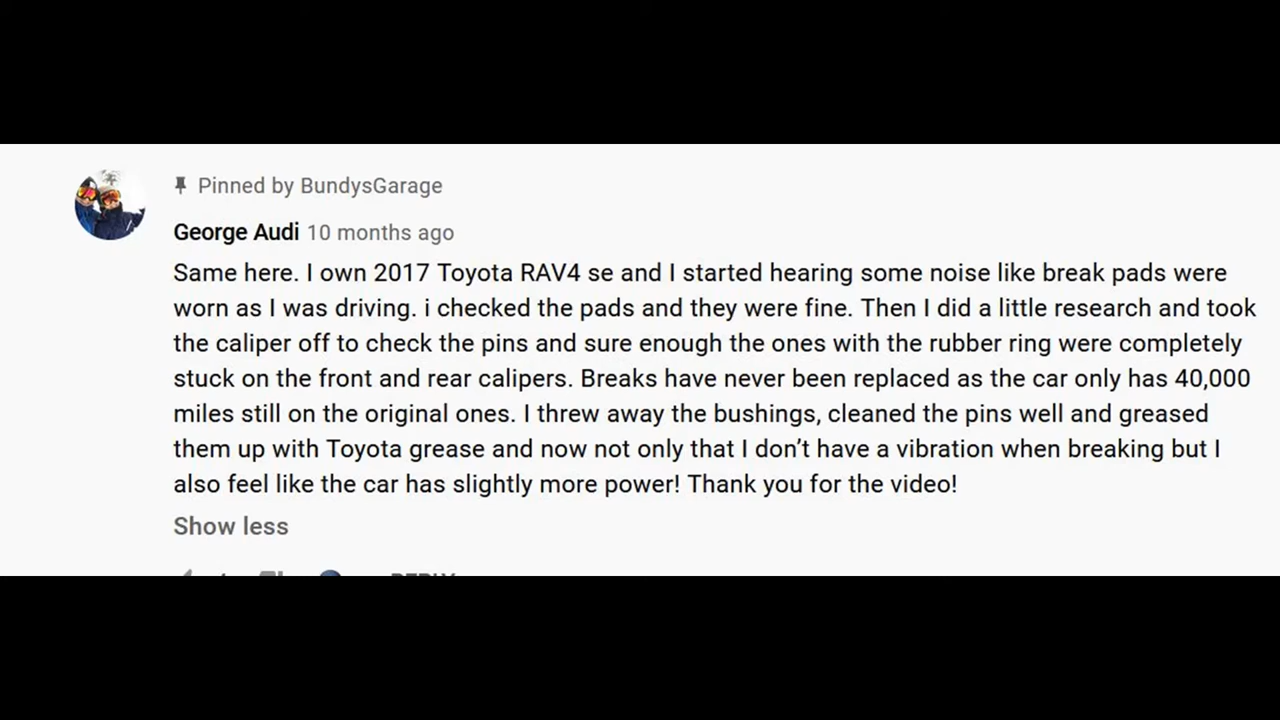 Pinned by BundysGarage
George Audi 10 months ago
Same here. I own 2017 Toyota RAV4 se and I started hearing some noise like break pads were
worn as I was driving. i checked the pads and they were fine. Then I did a little research and took
the caliper off to check the pins and sure enough the ones with the rubber ring were completely
stuck on the front and rear calipers. Breaks have never been replaced as the car only has 40,000
miles still on the original ones. I threw away the bushings, cleaned the pins well and greased
them up with Toyota grease and now not only that I don’t have a vibration when breaking but I
also feel like the car has slightly more power! Thank you for the video!
Show less
REPLY